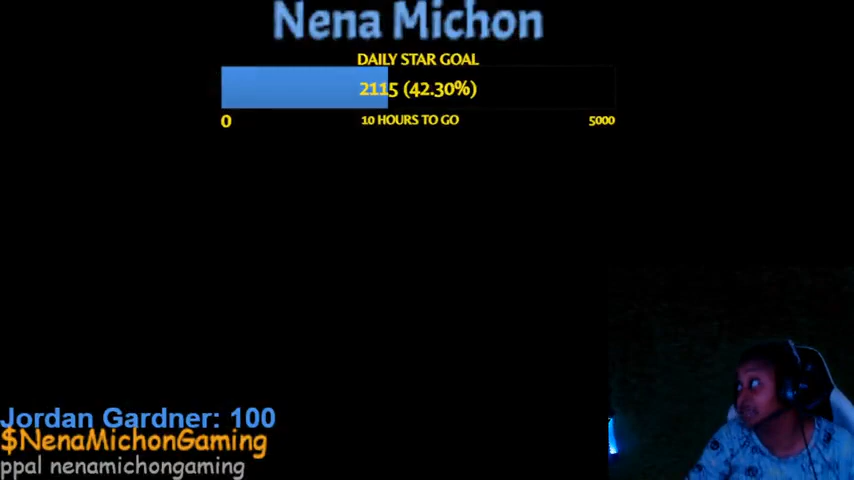 Nena Michon
DAILY STAR GOAL
2115 (42.30%)
0 10 HOURS TO GO 5000
Jordan Gardner: 100
$NenaMichonGaming
ppal nenamichongaming